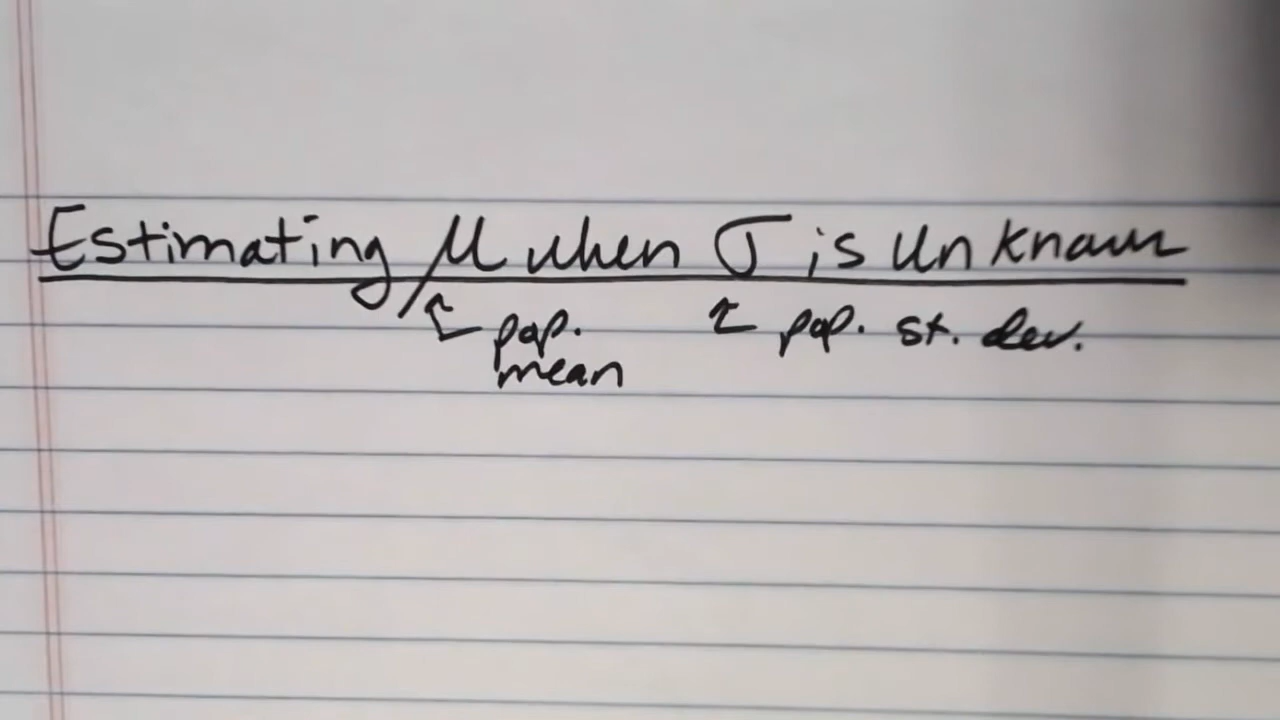 Estimating μ when σ is unknown
pop. mean
pop. st. dev.